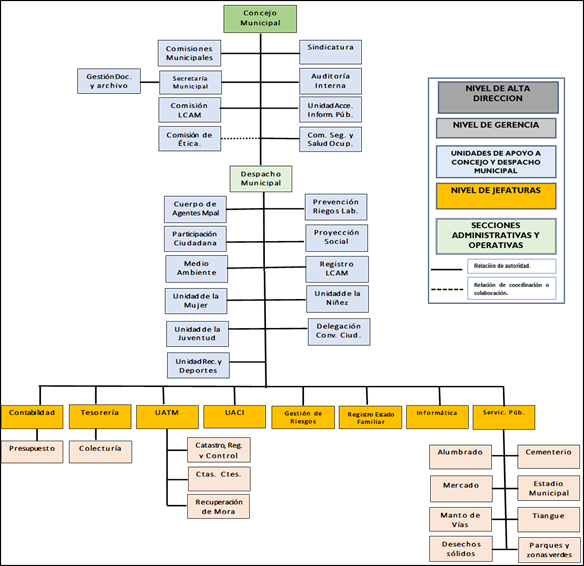 Concejo
Municipal
Comisiones
Municipales
Sindicatura
Gestión Doc.
y archivo
Secretaría
Municipal
Auditoría
Interna
Comisión
LCAM
Unidad Acce.
Inform. Púb.
Comisión de
Ética.
Com. Seg. y
Salud Ocup.
Despacho
Municipal
Cuerpo de
Agentes Mpal
Prevención
Riegos Lab.
Participación
Ciudadana
Proyección
Social
Medio
Ambiente
Registro
LCAM
Unidad de la
Mujer
Unidad de la
Niñez
Unidad de la
Juventud
Delegación
Conv. Ciud.
Unidad Rec. y
Deportes
NIVEL DE ALTA
DIRECCION
NIVEL DE GERENCIA
UNIDADES DE APOYO A
CONCEJO Y DESPACHO
MUNICIPAL
NIVEL DE JEFATURAS
SECCIONES
ADMINISTRATIVAS Y
OPERATIVAS
Relación de autoridad.
Relación de coordinación o
colaboración.
Contabilidad
Tesorería
UATM
UACI
Gestión de
Riesgos
Registro Estado
Familiar
Informática
Servic. Púb.
Presupuesto
Colecturía
Catastro, Reg.
y Control
Ctas. Ctes.
Recuperación
de Mora
Alumbrado
Cementerio
Mercado
Estadio
Municipal
Manto de
Vías
Tiangue
Desechos
sólidos
Parques y
zonas verdes